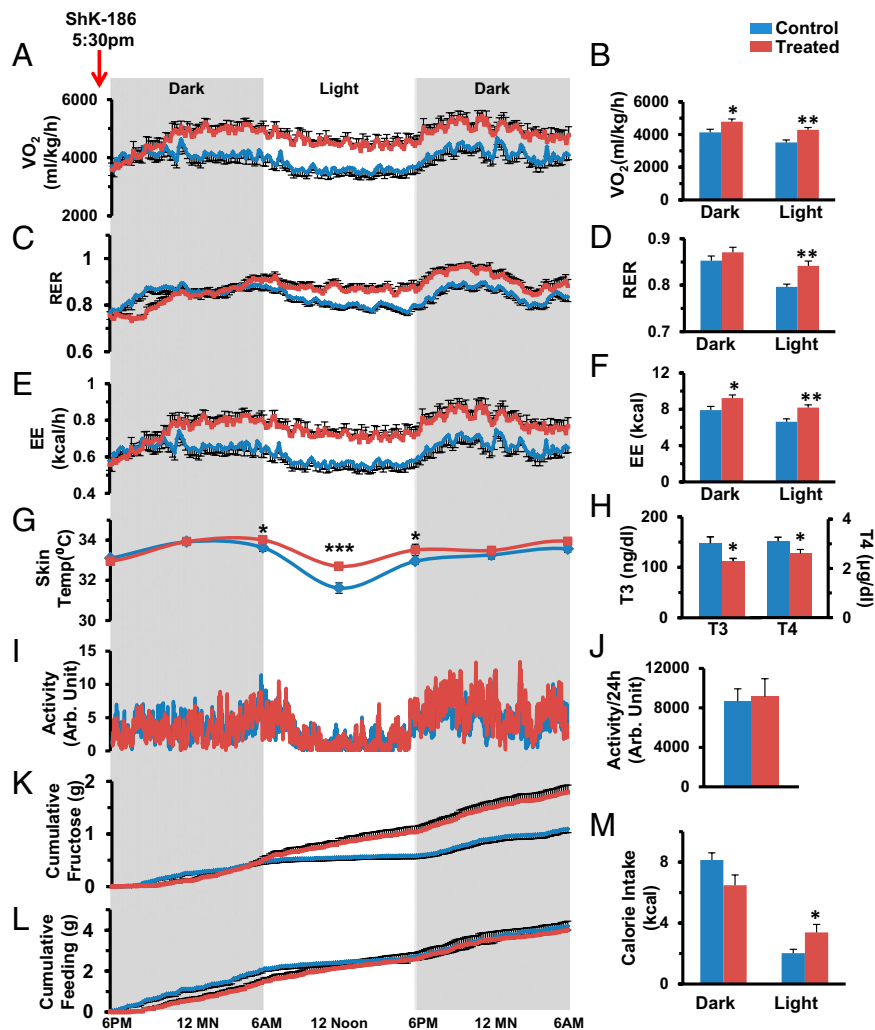 ShK-186
5:30pm
Control
Treated
A
Dark
Light
Dark
VO2
(ml/kg/h)
6000
4000
2000
B
VO2(ml/kg/h)
6000
4000
2000
0
*
**
Dark
Light
C
RER
1
0.8
0.6
D
RER
0.9
0.8
0.7
**
Dark
Light
E
EE
(kcal/h)
1
0.8
0.6
0.4
F
EE (kcal)
12
8
4
0
*
**
Dark
Light
G
Skin
Temp(⁰C)
34
32
30
*
***
*
H
T3 (ng/dl)
200
150
100
50
0
*
*
T3
T4
4
2
0
T4
(µg/dl)
I
Activity
(Arb. Unit)
15
10
5
0
J
Activity/24h
(Arb. Unit)
12000
8000
4000
0
K
Cumulative
Fructose (g)
2
1
0
L
Cumulative
Feeding (g)
4
2
0
6PM
12 MN
6AM
12 Noon
6PM
12 MN
6AM
M
Calorie Intake
(kcal)
8
4
0
*
Dark
Light